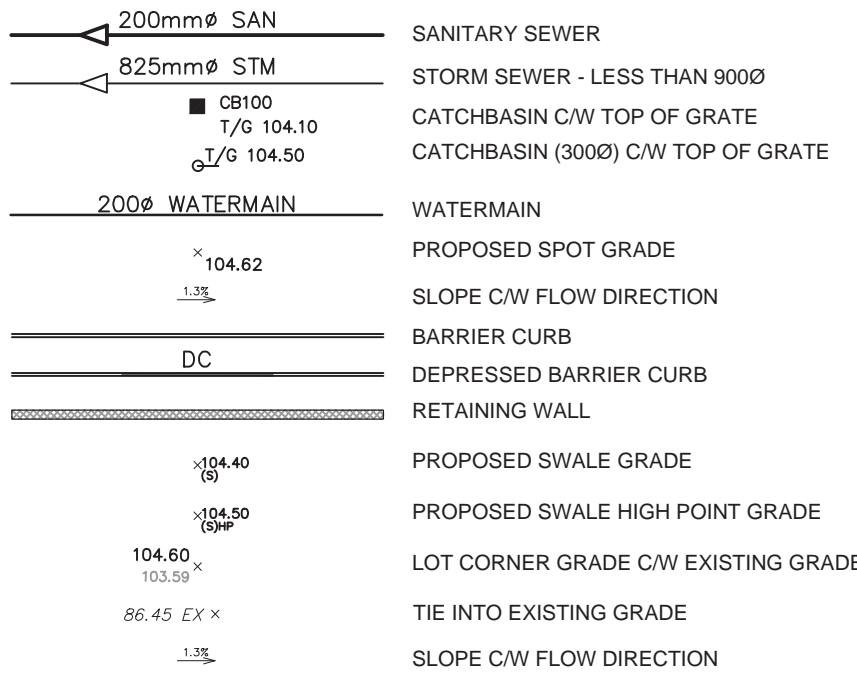 200mmø SAN SANITARY SEWER
825mmø STM STORM SEWER - LESS THAN 900Ø
CB100
T/G 104.10 CATCHBASIN C/W TOP OF GRATE
T/G 104.50 CATCHBASIN (300Ø) C/W TOP OF GRATE
200ø WATERMAIN WATERMAIN
104.62 PROPOSED SPOT GRADE
1.3% SLOPE C/W FLOW DIRECTION
BARRIER CURB
DC DEPRESSED BARRIER CURB
RETAINING WALL
×104.40 PROPOSED SWALE GRADE
(S)
×104.50 PROPOSED SWALE HIGH POINT GRADE
(S)HP
104.60 × LOT CORNER GRADE C/W EXISTING GRADE
103.59
86.45 EX × TIE INTO EXISTING GRADE
1.3% SLOPE C/W FLOW DIRECTION